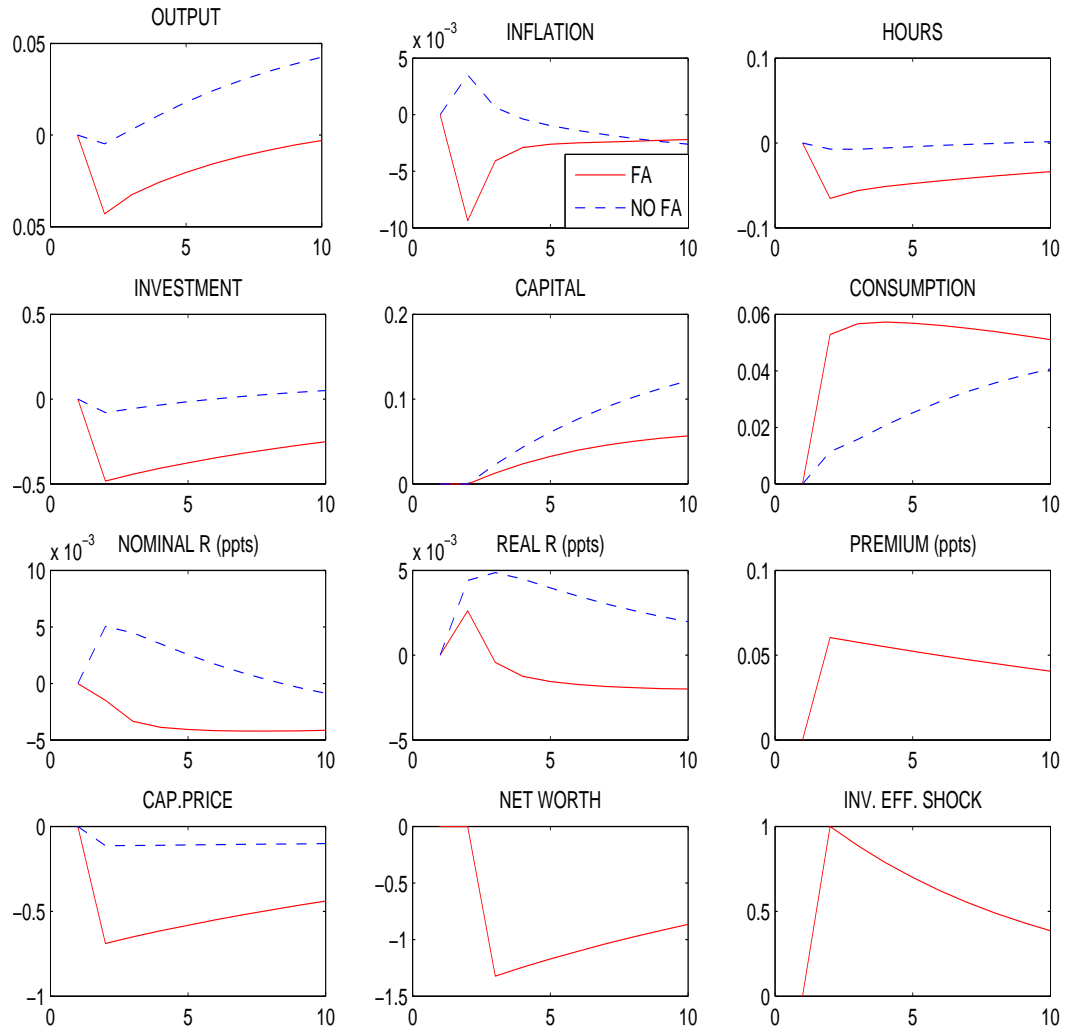 OUTPUT
0.05
0
0.05
0 5 10
INFLATION
x 10⁻³
5
0
−5
−10
0 5 10
FA
NO FA
HOURS
0.1
0
−0.1
0 5 10
INVESTMENT
0.5
0
−0.5
0 5 10
CAPITAL
0.2
0.1
0
0 5 10
CONSUMPTION
0.06
0.04
0.02
0
0 5 10
NOMINAL R (ppts)
x 10⁻³
10
5
0
−5
0 5 10
REAL R (ppts)
x 10⁻³
5
0
−5
0 5 10
PREMIUM (ppts)
0.1
0.05
0
0 5 10
CAP.PRICE
0
−0.5
−1
0 5 10
NET WORTH
0
−0.5
−1
−1.5
0 5 10
INV. EFF. SHOCK
1
0.5
0
0 5 10